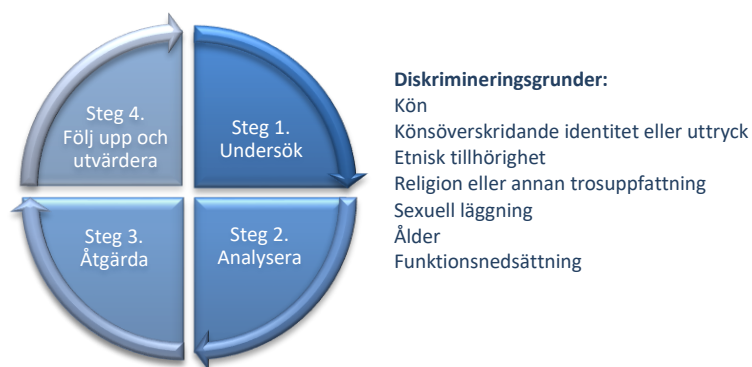 Steg 4.
Följ upp och
utvärdera
Steg 1.
Undersök
Steg 3.
Åtgärda
Steg 2.
Analysera
Diskrimineringsgrunder:
Kön
Könsöverskridande identitet eller uttryck
Etnisk tillhörighet
Religion eller annan trosuppfattning
Sexuell läggning
Ålder
Funktionsnedsättning